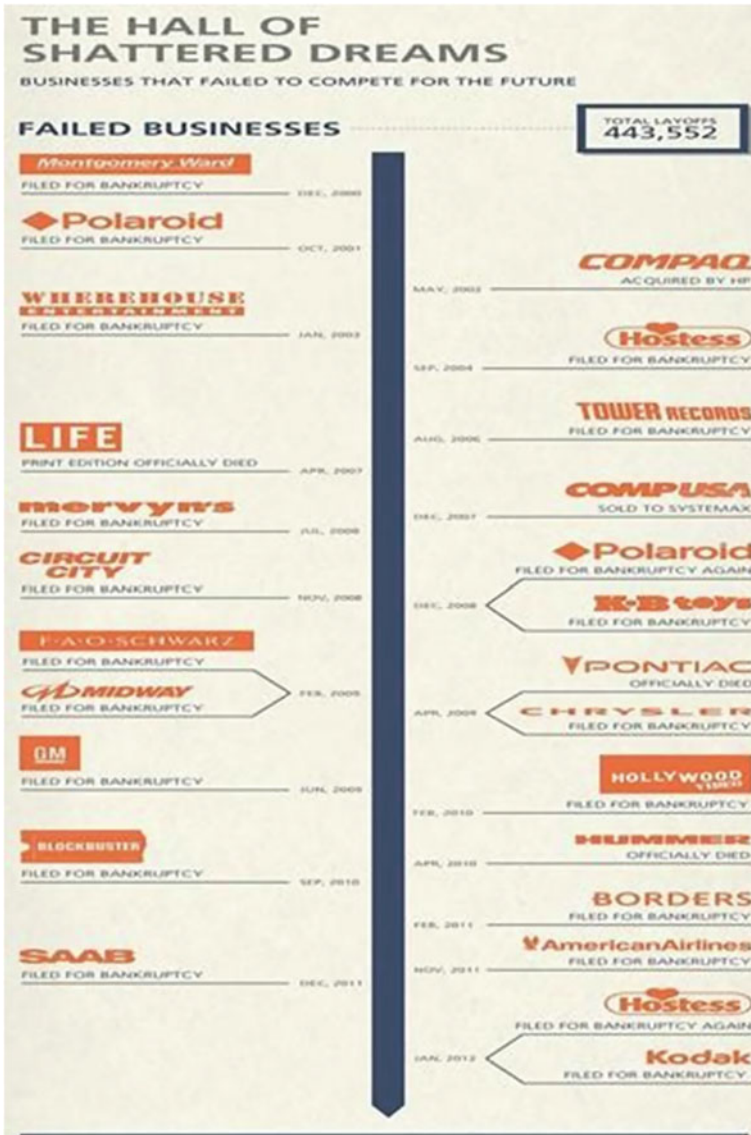 THE HALL OF
SHATTERED DREAMS
BUSINESSES THAT FAILED TO COMPETE FOR THE FUTURE
FAILED BUSINESSES
TOTAL LAYOFFS
443,552
Montgomery Ward
FILED FOR BANKRUPTCY
DEC, 2000
Polaroid
FILED FOR BANKRUPTCY
OCT, 2001
COMPAQ
ACQUIRED BY HP
MAY, 2002
WHEREHOUSE
ENTERTAINMENT
FILED FOR BANKRUPTCY
JAN, 2003
Hostess
FILED FOR BANKRUPTCY
SEP, 2004
TOWER RECORDS
FILED FOR BANKRUPTCY
AUG, 2006
LIFE
PRINT EDITION OFFICIALLY DIED
APR, 2007
COMPUSA
SOLD TO SYSTEMAX
DEC, 2007
mervyn's
FILED FOR BANKRUPTCY
JUL, 2008
CIRCUIT
CITY
FILED FOR BANKRUPTCY
NOV, 2008
Polaroid
FILED FOR BANKRUPTCY AGAIN
DEC, 2008
K·B toys
FILED FOR BANKRUPTCY
F·A·O·SCHWARZ
FILED FOR BANKRUPTCY
FEB, 2009
MIDWAY
FILED FOR BANKRUPTCY
PONTIAC
OFFICIALLY DIED
APR, 2009
CHRYSLER
FILED FOR BANKRUPTCY
GM
FILED FOR BANKRUPTCY
JUN, 2009
HOLLYWOOD
VIDEO
FILED FOR BANKRUPTCY
FEB, 2010
HUMMER
OFFICIALLY DIED
APR, 2010
BLOCKBUSTER
FILED FOR BANKRUPTCY
SEP, 2010
BORDERS
FILED FOR BANKRUPTCY
FEB, 2011
AmericanAirlines
FILED FOR BANKRUPTCY
NOV, 2011
SAAB
FILED FOR BANKRUPTCY
DEC, 2011
Hostess
FILED FOR BANKRUPTCY AGAIN
JAN, 2012
Kodak
FILED FOR BANKRUPTCY